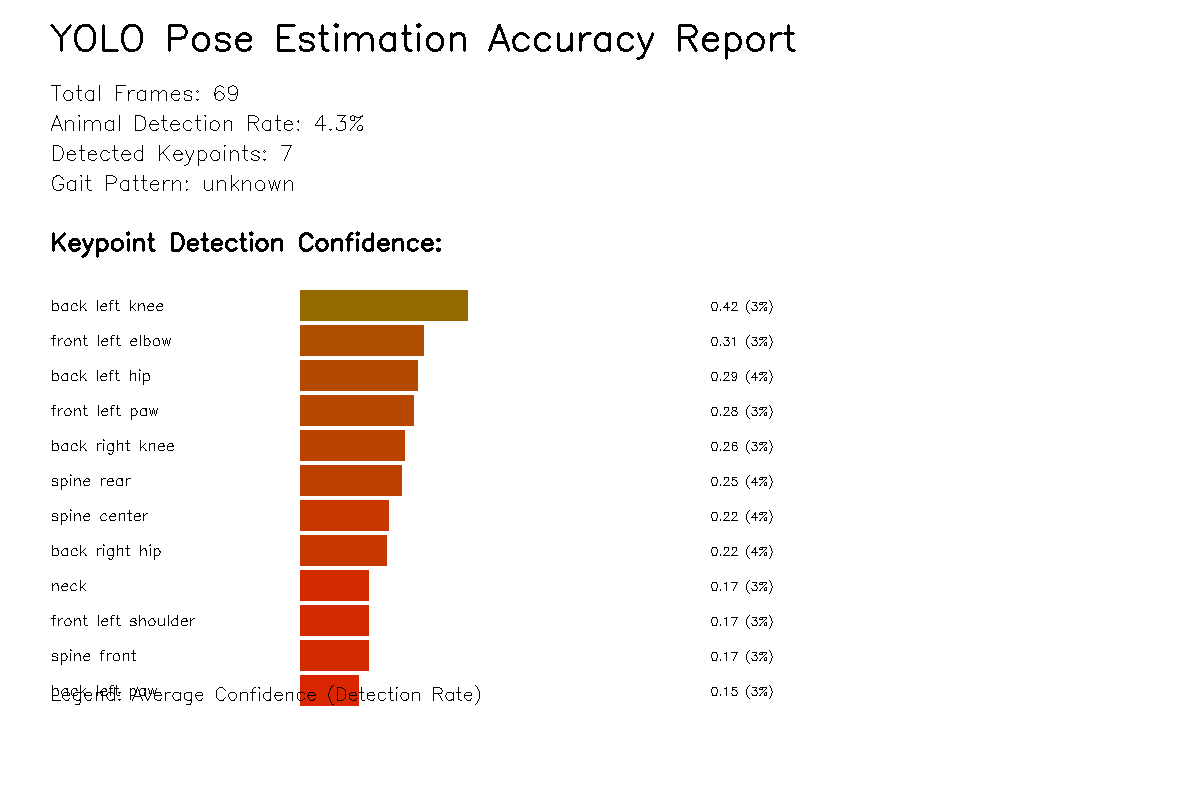 YOLO Pose Estimation Accuracy Report
Total Frames: 69
Animal Detection Rate: 4.3%
Detected Keypoints: 7
Gait Pattern: unknown
Keypoint Detection Confidence:
back left knee 0.42 (3%)
front left elbow 0.31 (3%)
back left hip 0.29 (4%)
front left paw 0.28 (3%)
back right knee 0.26 (3%)
spine rear 0.25 (4%)
spine center 0.22 (4%)
back right hip 0.22 (4%)
neck 0.17 (3%)
front left shoulder 0.17 (3%)
spine front 0.17 (3%)
back left paw 0.15 (3%)
Legend: Average Confidence (Detection Rate)